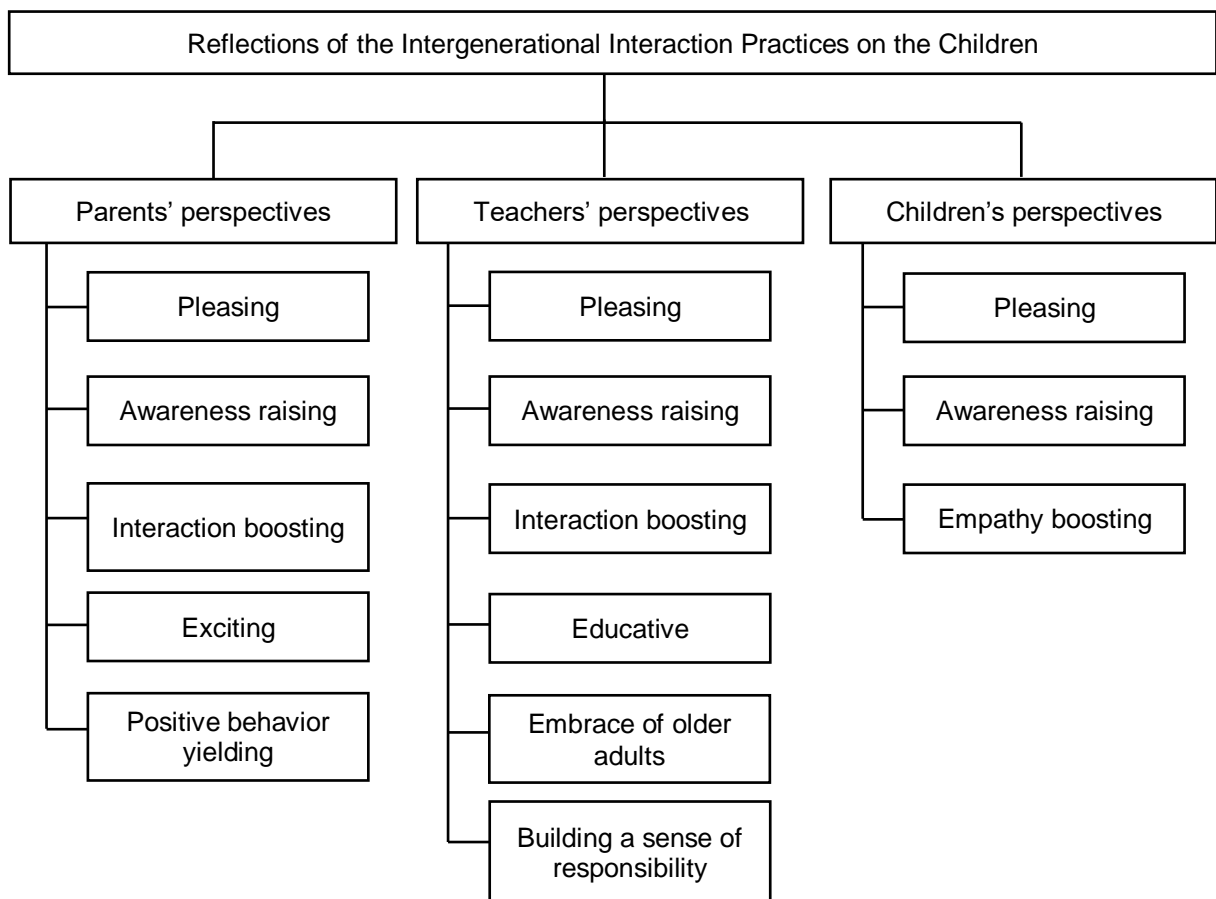 Reflections of the Intergenerational Interaction Practices on the Children
Parents’ perspectives
Pleasing
Awareness raising
Interaction boosting
Exciting
Positive behavior
yielding
Teachers’ perspectives
Pleasing
Awareness raising
Interaction boosting
Educative
Embrace of older
adults
Building a sense of
responsibility
Children’s perspectives
Pleasing
Awareness raising
Empathy boosting